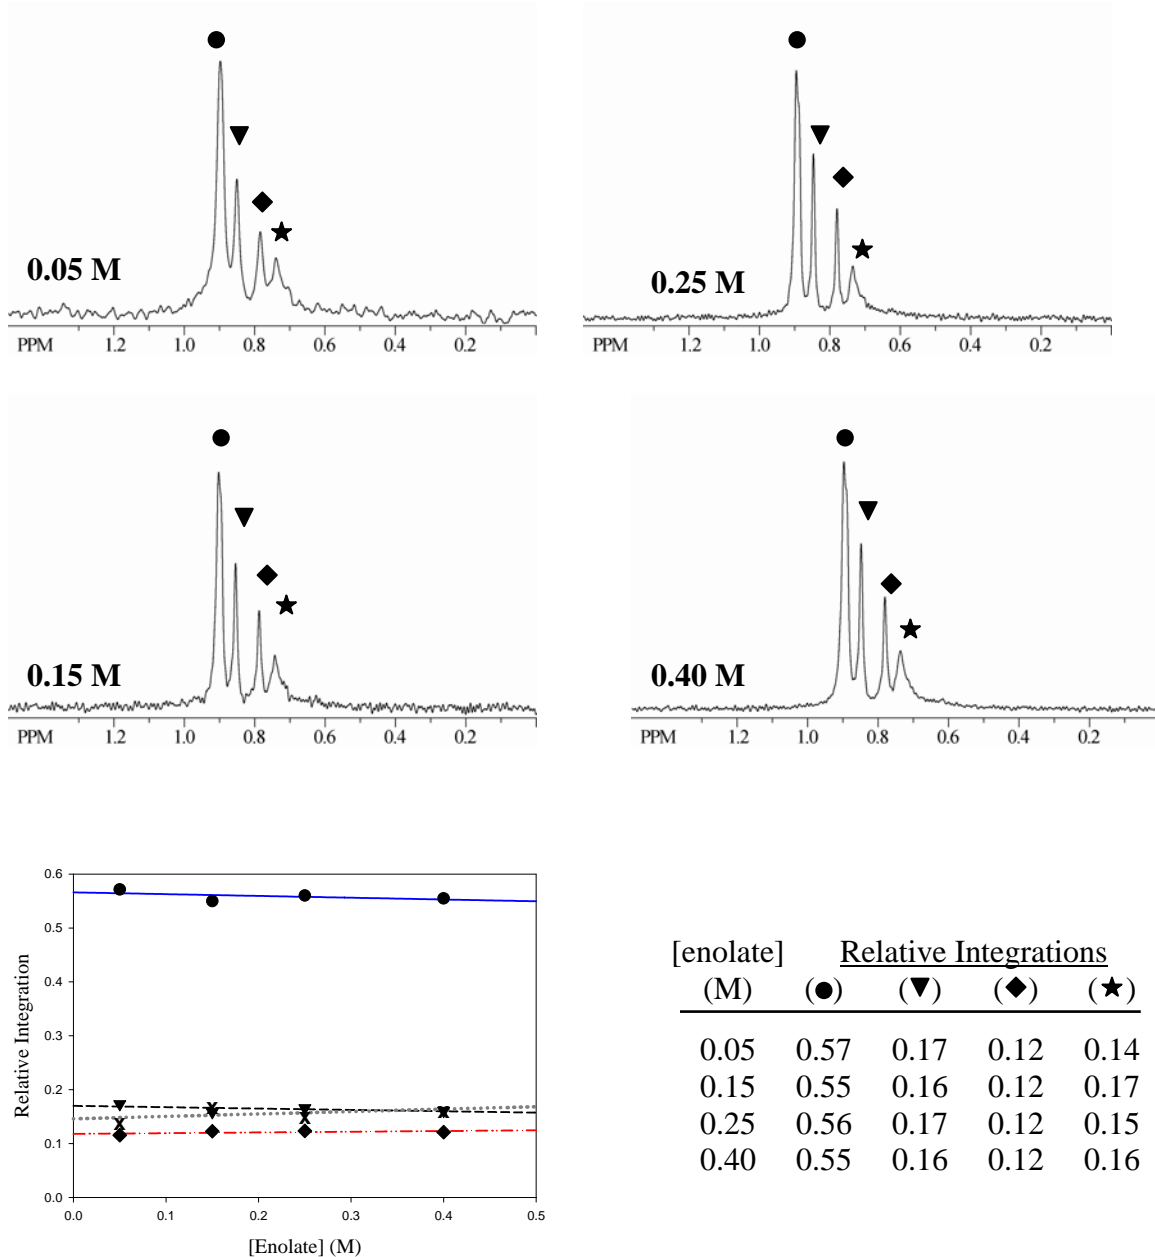 0.05 M
PPM 1.2 1.0 0.8 0.6 0.4 0.2
0.25 M
PPM 1.2 1.0 0.8 0.6 0.4 0.2
0.15 M
PPM 1.2 1.0 0.8 0.6 0.4 0.2
0.40 M
PPM 1.2 1.0 0.8 0.6 0.4 0.2
Relative Integration
0.6
0.5
0.4
0.3
0.2
0.1
0.0
0.0 0.1 0.2 0.3 0.4 0.5
[Enolate] (M)
[enolate] Relative Integrations
(M) (●) (▼) (◆) (★)
0.05 0.57 0.17 0.12 0.14
0.15 0.55 0.16 0.12 0.17
0.25 0.56 0.17 0.12 0.15
0.40 0.55 0.16 0.12 0.16